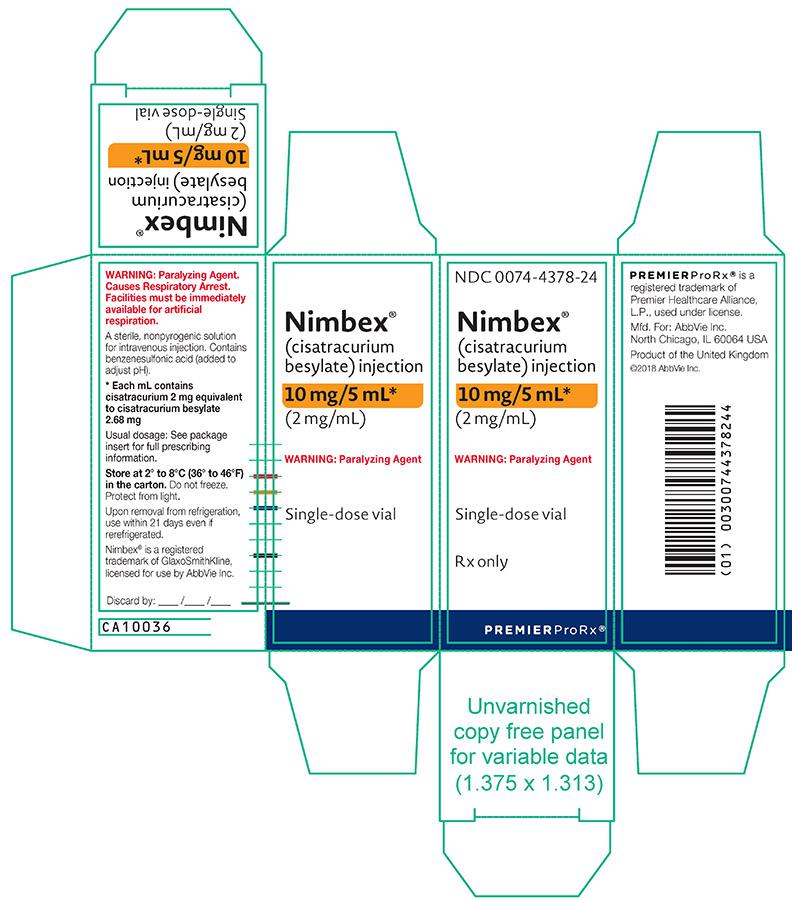 Nimbex®
(cisatracurium
besylate) injection
10 mg/5 mL*
(2 mg/mL)
Single-dose vial
WARNING: Paralyzing Agent.
Causes Respiratory Arrest.
Facilities must be immediately
available for artificial
respiration.
A sterile, nonpyrogenic solution
for intravenous injection. Contains
benzenesulfonic acid (added to
adjust pH).
* Each mL contains
cisatracurium 2 mg equivalent
to cisatracurium besylate
2.68 mg
Usual dosage: See package
insert for full prescribing
information.
Store at 2° to 8°C (36° to 46°F)
in the carton. Do not freeze.
Protect from light.
Upon removal from refrigeration,
use within 21 days even if
rerefrigerated.
Nimbex® is a registered
trademark of GlaxoSmithKline,
licensed for use by AbbVie Inc.
Discard by: ____ /____ /____
CA10036
Nimbex®
(cisatracurium
besylate) injection
10 mg/5 mL*
(2 mg/mL)
WARNING: Paralyzing Agent
Single-dose vial
NDC 0074-4378-24
Nimbex®
(cisatracurium
besylate) injection
10 mg/5 mL*
(2 mg/mL)
WARNING: Paralyzing Agent
Single-dose vial
Rx only
PREMIERProRx®
PREMIERProRx® is a
registered trademark of
Premier Healthcare Alliance,
L.P., used under license.
Mfd. For: AbbVie Inc.
North Chicago, IL 60064 USA
Product of the United Kingdom
©2018 AbbVie Inc.
(01) 00300744378244
Unvarnished
copy free panel
for variable data
(1.375 x 1.313)